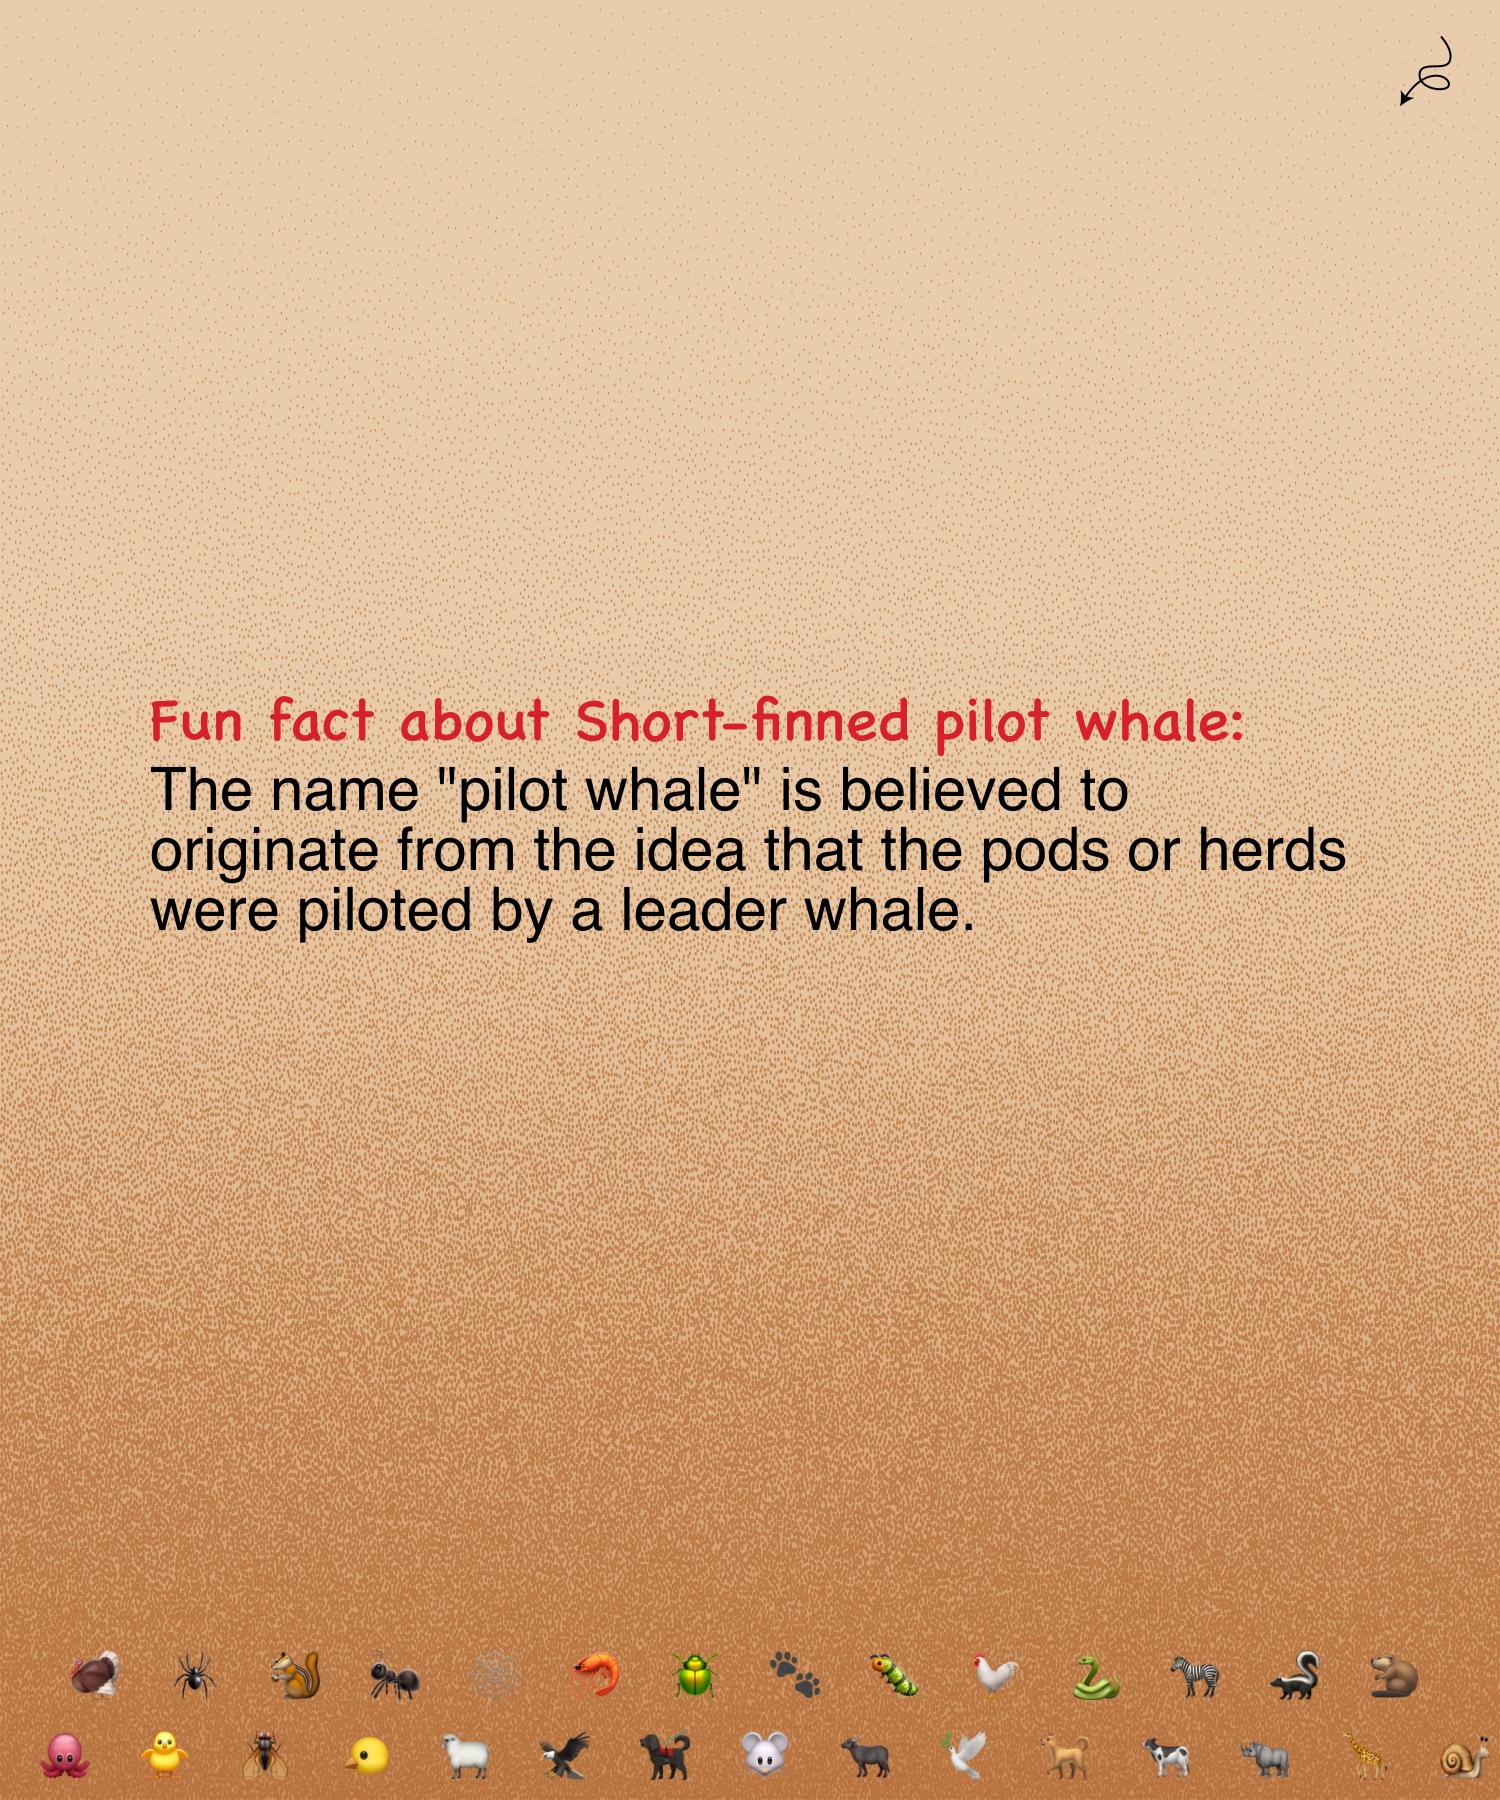 Fun fact about Short-finned pilot whale:
The name "pilot whale" is believed to
originate from the idea that the pods or herds
were piloted by a leader whale.